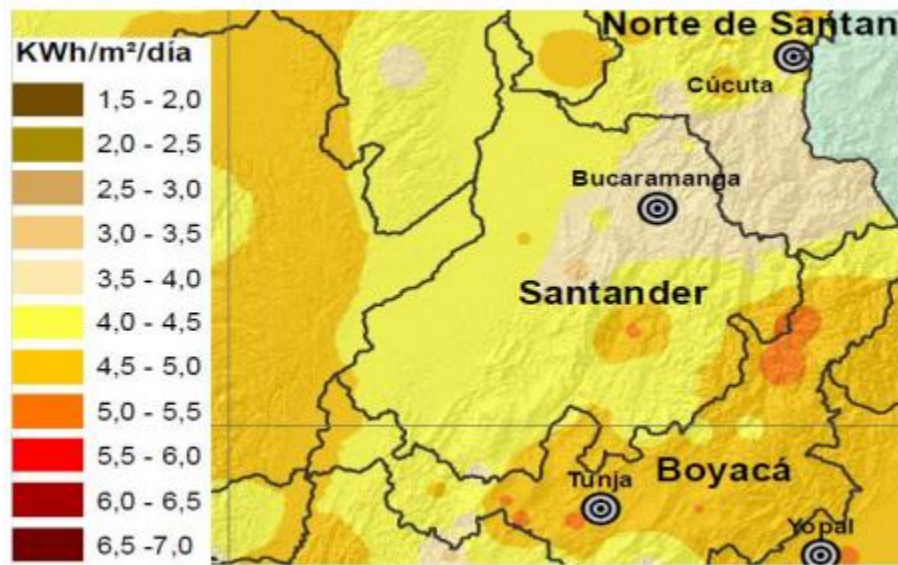 KWh/m²/día
1,5 - 2,0
2,0 - 2,5
2,5 - 3,0
3,0 - 3,5
3,5 - 4,0
4,0 - 4,5
4,5 - 5,0
5,0 - 5,5
5,5 - 6,0
6,0 - 6,5
6,5 -7,0
Norte de Santan
Cúcuta
Bucaramanga
Santander
Boyacá
Tunja
Yopal